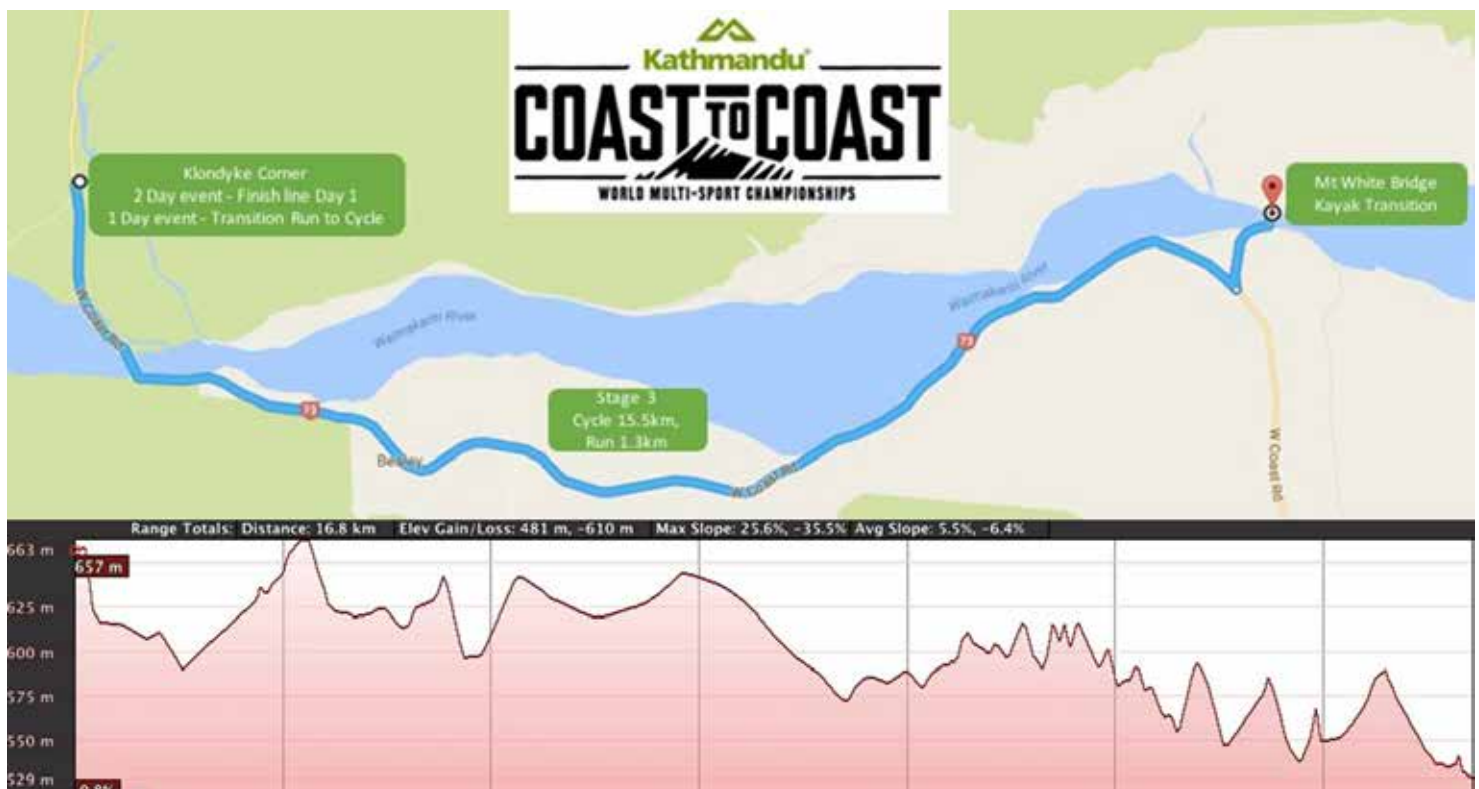 Kathmandu®
COAST TO COAST
WORLD MULTI-SPORT CHAMPIONSHIPS
Klondyke Corner
2 Day event - Finish line Day 1
1 Day event - Transition Run to Cycle
Mt White Bridge
Kayak Transition
W Coast Rd
Waimakariri River
Waimakariri River
73
73
Stage 3
Cycle 15.5km,
Run 1.3km
Bealey
W Coast Rd
W Coast Rd
Range Totals: Distance: 16.8 km Elev Gain/Loss: 481 m, -610 m Max Slope: 25.6%, -35.5% Avg Slope: 5.5%, -6.4%
663 m
657 m
625 m
600 m
575 m
550 m
529 m